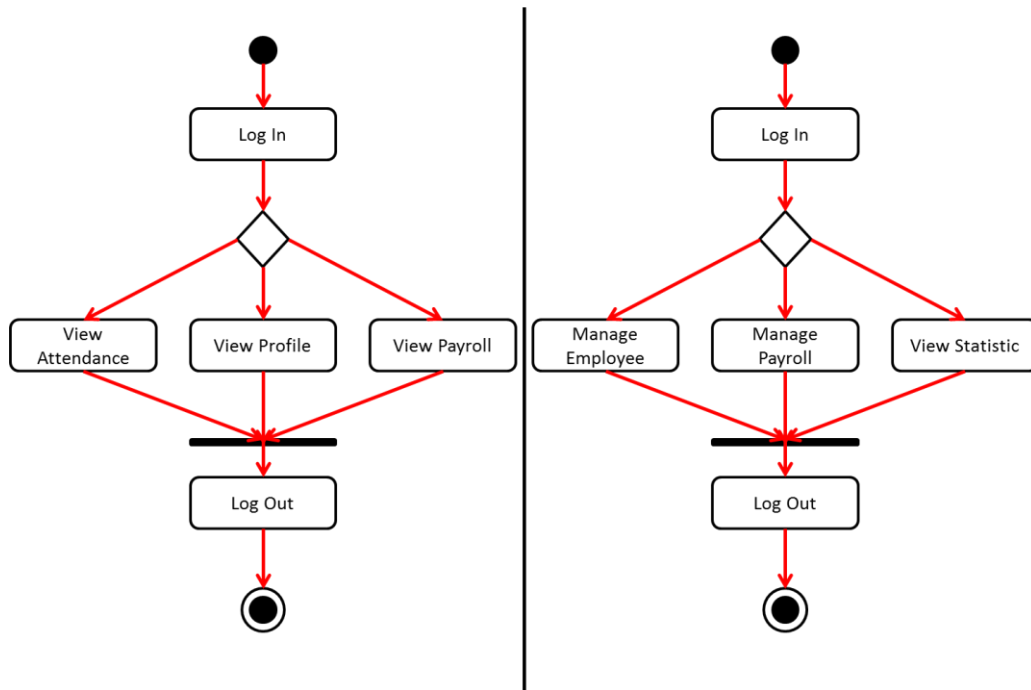 Log In
View
Attendance
View Profile
View Payroll
Log Out
Log In
Manage
Employee
Manage
Payroll
View Statistic
Log Out